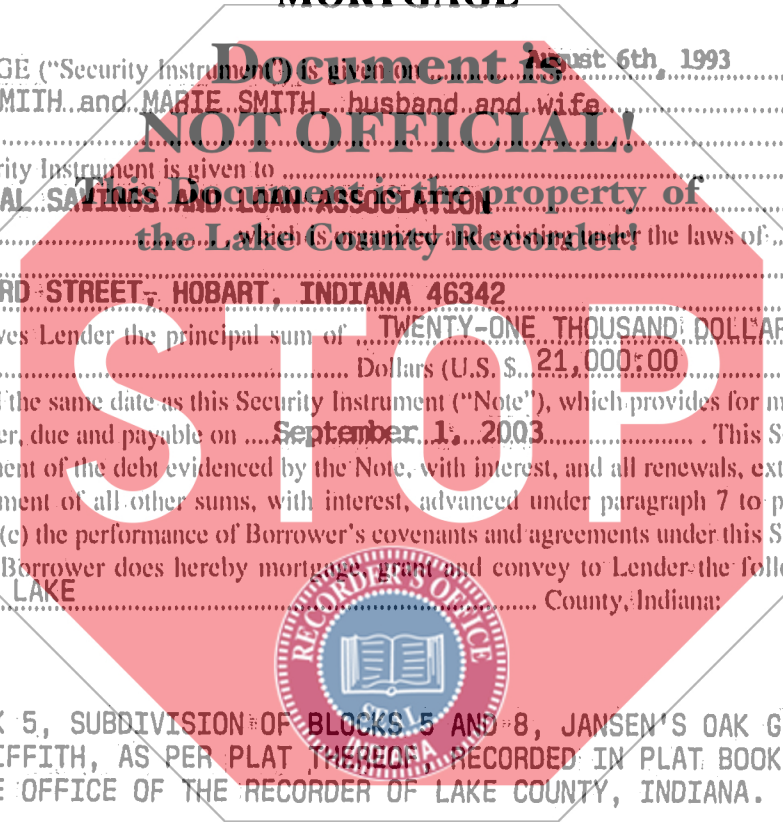 MORTGAGE
GE ("Security Instrument") is given on August 6th, 1993
Document is
MITH and MARIE SMITH, husband and wife
NOT OFFICIAL!
rity Instrument is given to
This Document is the property of
AL SAVINGS AND LOAN ASSOCIATION
, which is organized and existing under the laws of
the Lake County Recorder!
RD STREET, HOBART, INDIANA 46342
ves Lender the principal sum of TWENTY-ONE THOUSAND DOLLAR
Dollars (U.S. $ 21,000.00
the same date as this Security Instrument ("Note"), which provides for m
er, due and payable on September 1, 2003 . This S
ent of the debt evidenced by the Note, with interest, and all renewals, ext
ment of all other sums, with interest, advanced under paragraph 7 to p
(c) the performance of Borrower's covenants and agreements under this S
Borrower does hereby mortgage, grant and convey to Lender the foll
LAKE County, Indiana:
STOP
RECORDER'S OFFICE
SEAL
INDIANA
K 5, SUBDIVISION OF BLOCKS 5 AND 8, JANSEN'S OAK G
IFFITH, AS PER PLAT THEREOF, RECORDED IN PLAT BOOK
E OFFICE OF THE RECORDER OF LAKE COUNTY, INDIANA.